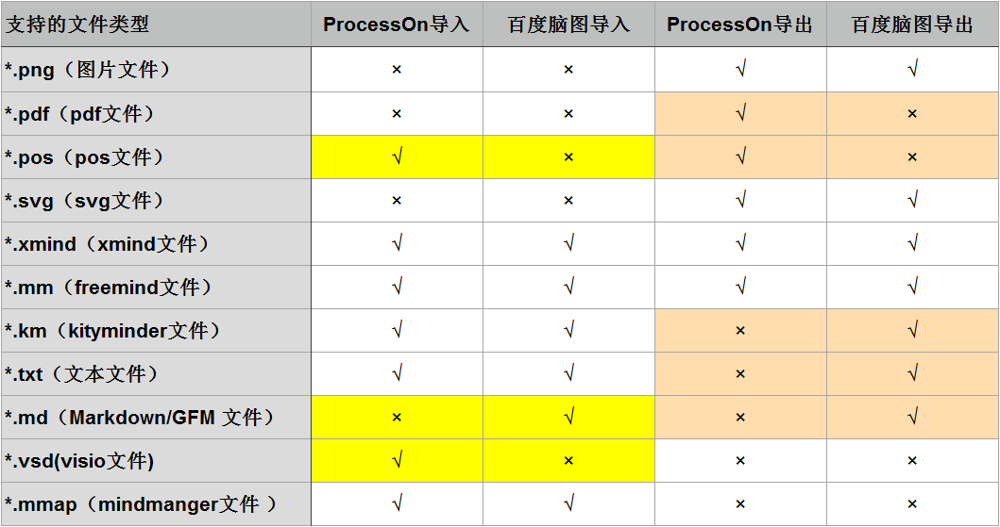 支持的文件类型 ProcessOn导入 百度脑图导入 ProcessOn导出 百度脑图导出
*.png（图片文件） × × √ √
*.pdf（pdf文件） × × √ ×
*.pos（pos文件） √ × √ ×
*.svg（svg文件） × × √ √
*.xmind（xmind文件） √ √ √ √
*.mm（freemind文件） √ √ √ √
*.km（kityminder文件） √ √ × √
*.txt（文本文件） √ √ × √
*.md（Markdown/GFM 文件） × √ × √
*.vsd(visio文件) √ × × ×
*.mmap（mindmanger文件 ） √ √ × ×